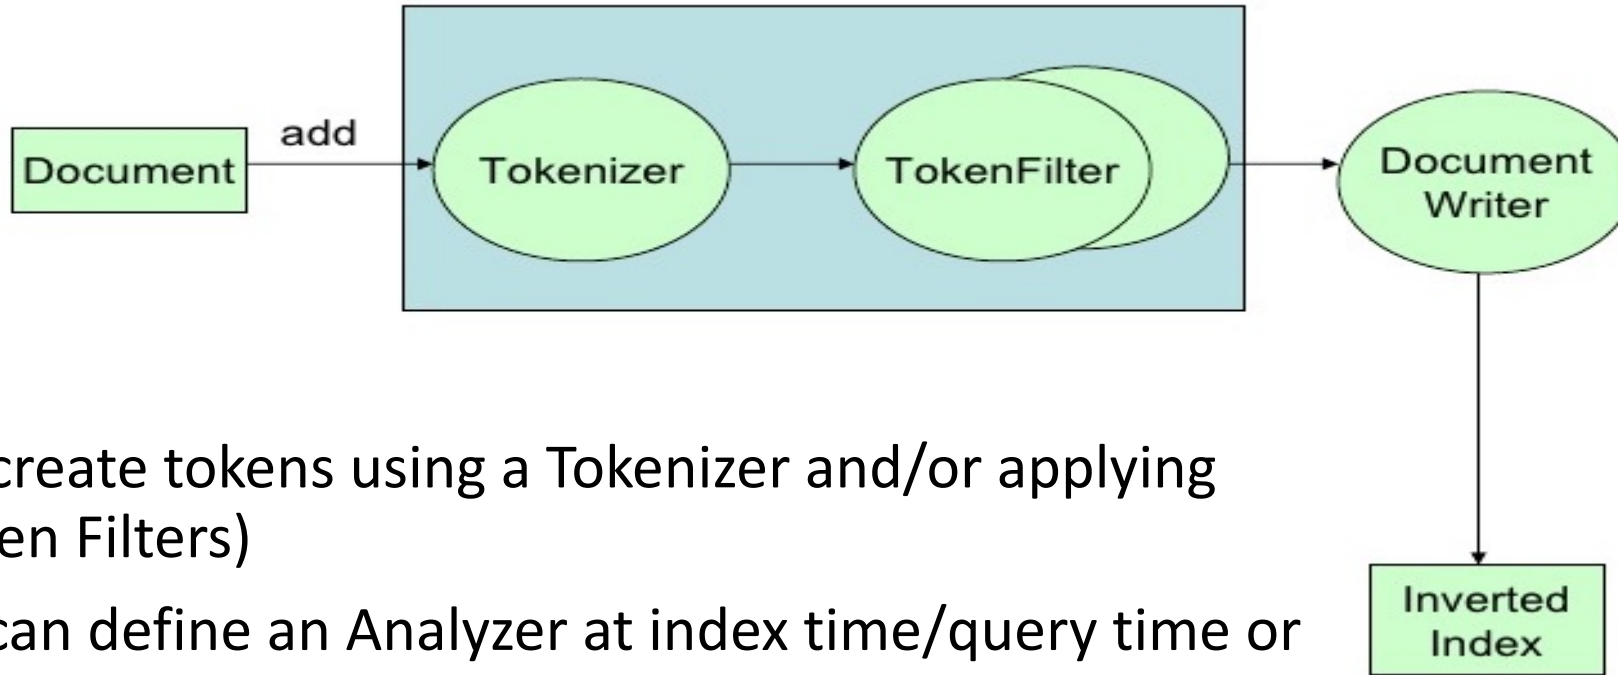 add
Document
Tokenizer
TokenFilter
Document
Writer
create tokens using a Tokenizer and/or applying
en Filters)
can define an Analyzer at index time/query time or
Inverted
Index